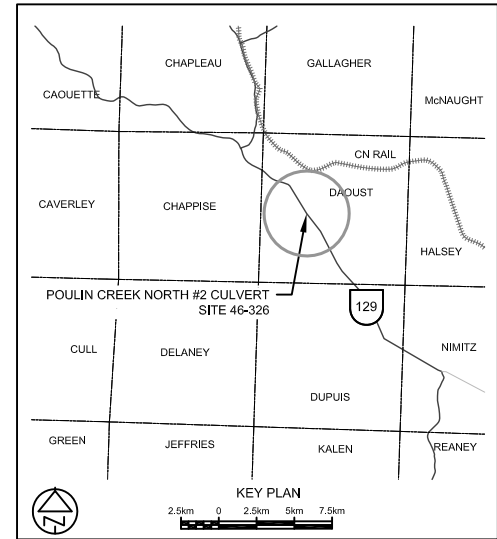 CHAPLEAU
GALLAGHER
CAOUETTE
McNAUGHT
CN RAIL
DAOUST
CAVERLEY
CHAPPISE
HALSEY
POULIN CREEK NORTH #2 CULVERT
SITE 46-326
129
CULL
DELANEY
NIMITZ
DUPUIS
GREEN
JEFFRIES
KALEN
REANEY
KEY PLAN
2.5km 0 2.5km 5km 7.5km
N